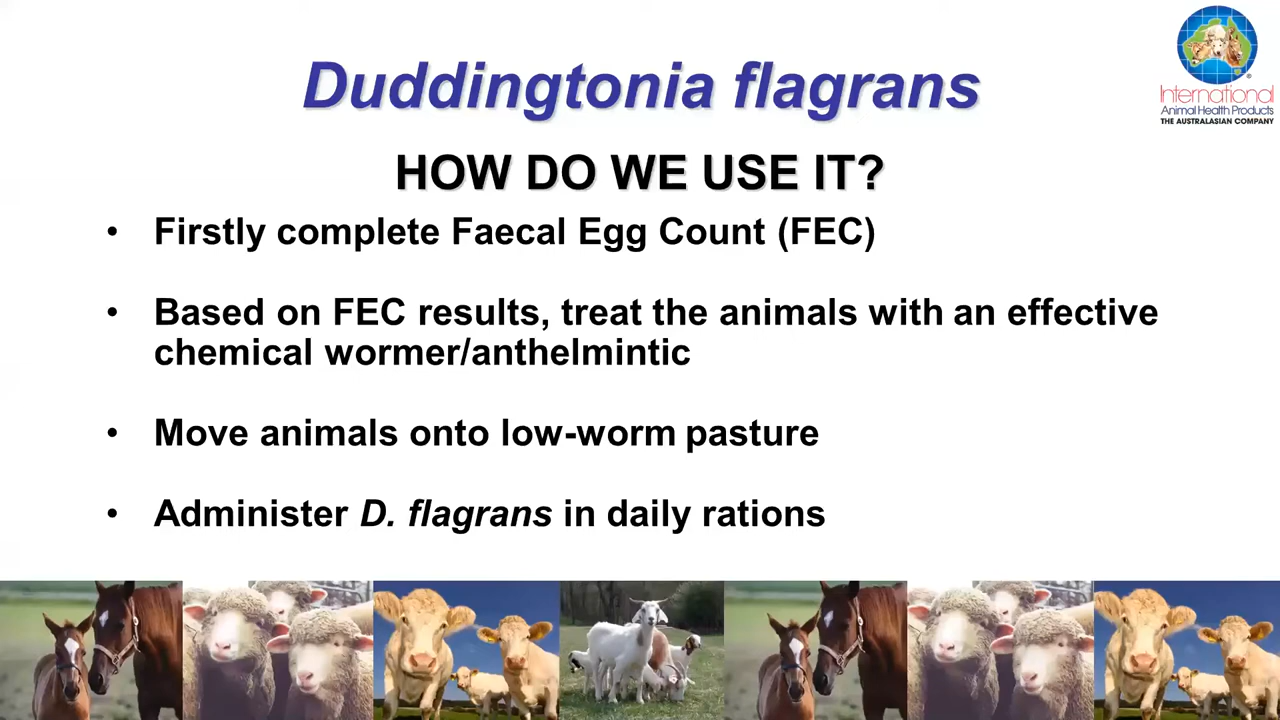 Duddingtonia flagrans
International
Animal Health Products
THE AUSTRALASIAN COMPANY
HOW DO WE USE IT?
• Firstly complete Faecal Egg Count (FEC)
• Based on FEC results, treat the animals with an effective
chemical wormer/anthelmintic
• Move animals onto low-worm pasture
• Administer D. flagrans in daily rations